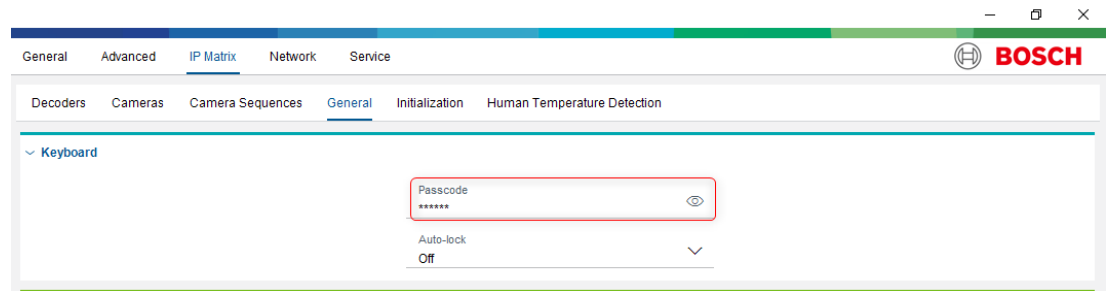 General Advanced IP Matrix Network Service BOSCH
Decoders Cameras Camera Sequences General Initialization Human Temperature Detection
Keyboard
Passcode
******
Auto-lock
Off